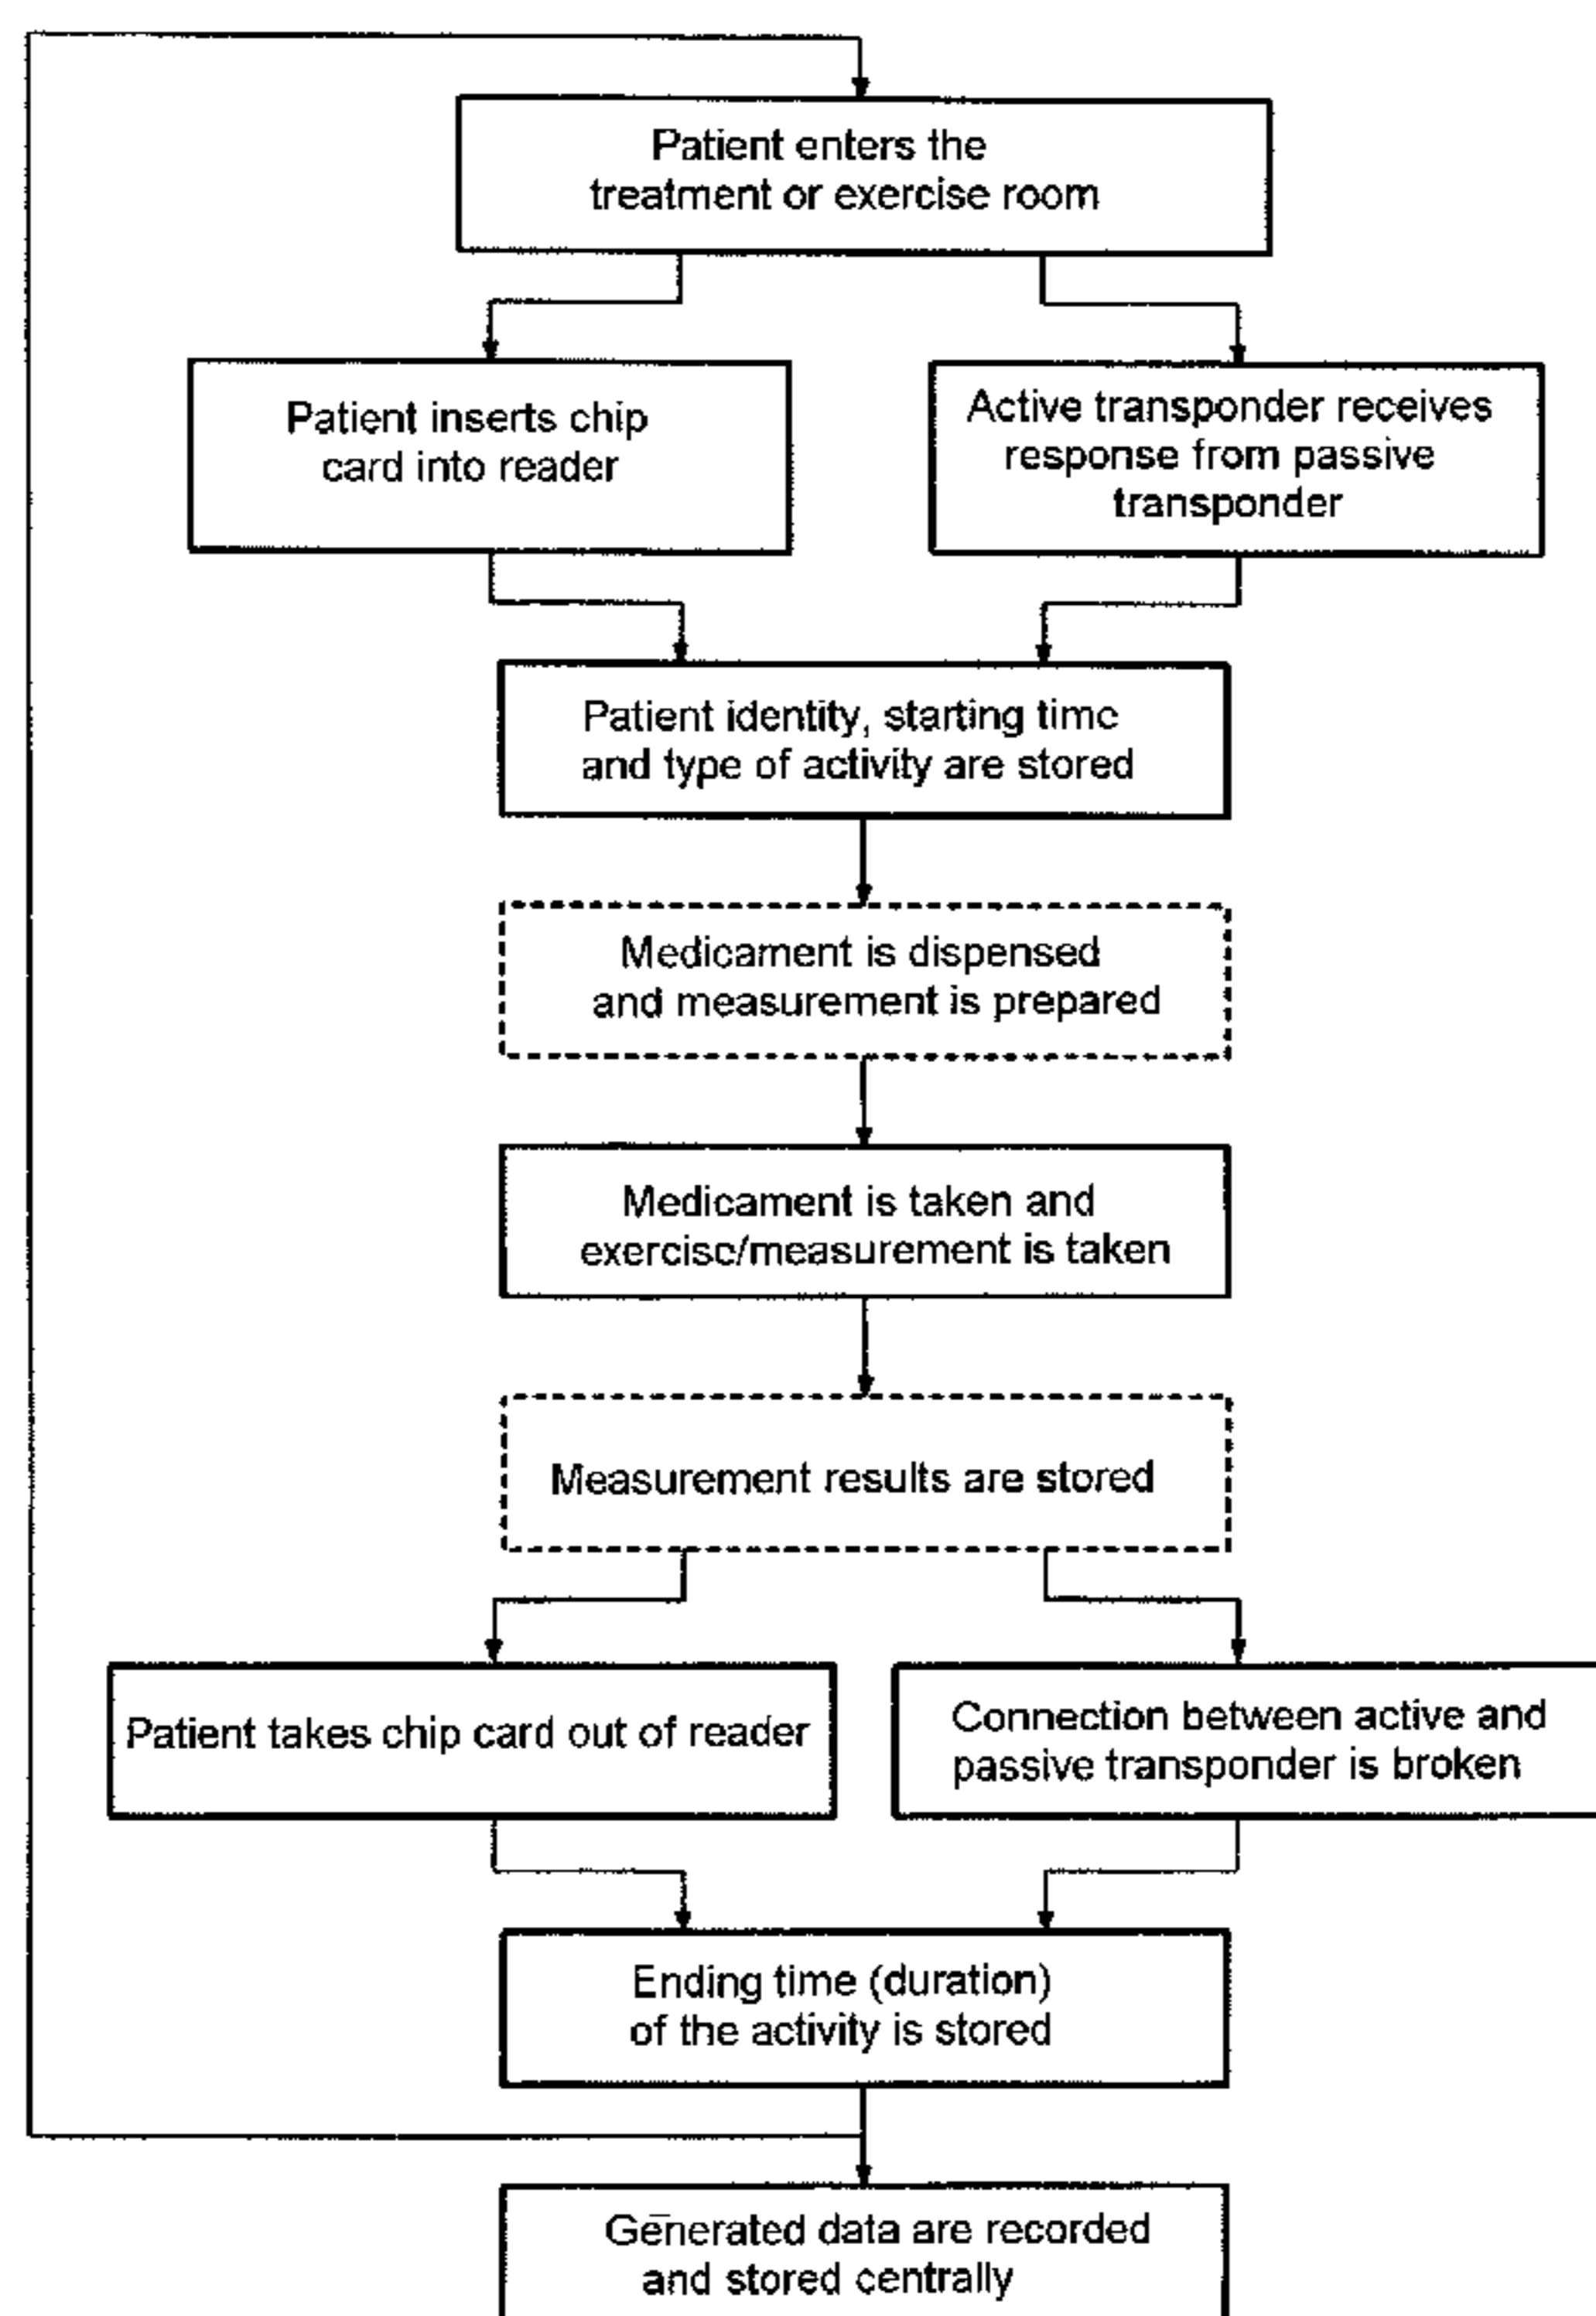 Patient enters the
treatment or exercise room
Patient inserts chip
card into reader
Active transponder receives
response from passive
transponder
Patient identity, starting time
and type of activity are stored
Medicament is dispensed
and measurement is prepared
Medicament is taken and
exercise/measurement is taken
Measurement results are stored
Patient takes chip card out of reader
Connection between active and
passive transponder is broken
Ending time (duration)
of the activity is stored
Generated data are recorded
and stored centrally